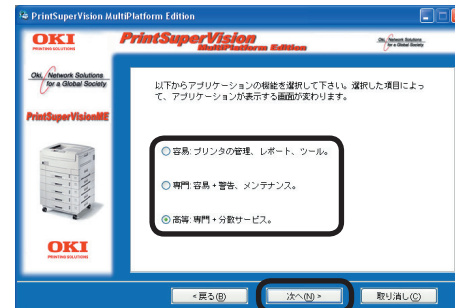 PrintSuperVision MultiPlatform Edition
OKI
PRINTING SOLUTIONS
PrintSuperVision
MultiPlatform Edition
Oki, Network Solutions
for a Global Society
Oki, Network Solutions
for a Global Society
PrintSuperVisionME
以下からアプリケーションの機能を選択して下さい。選択した項目によっ
て、アプリケーションが表示する画面が変わります。
容易: プリンタの管理、レポート、ツール。
専門: 容易 + 警告、メンテナンス。
高等: 専門 + 分散サービス。
OKI
PRINTING SOLUTIONS
<戻る(B)
次へ(N)>
取り消し(C)